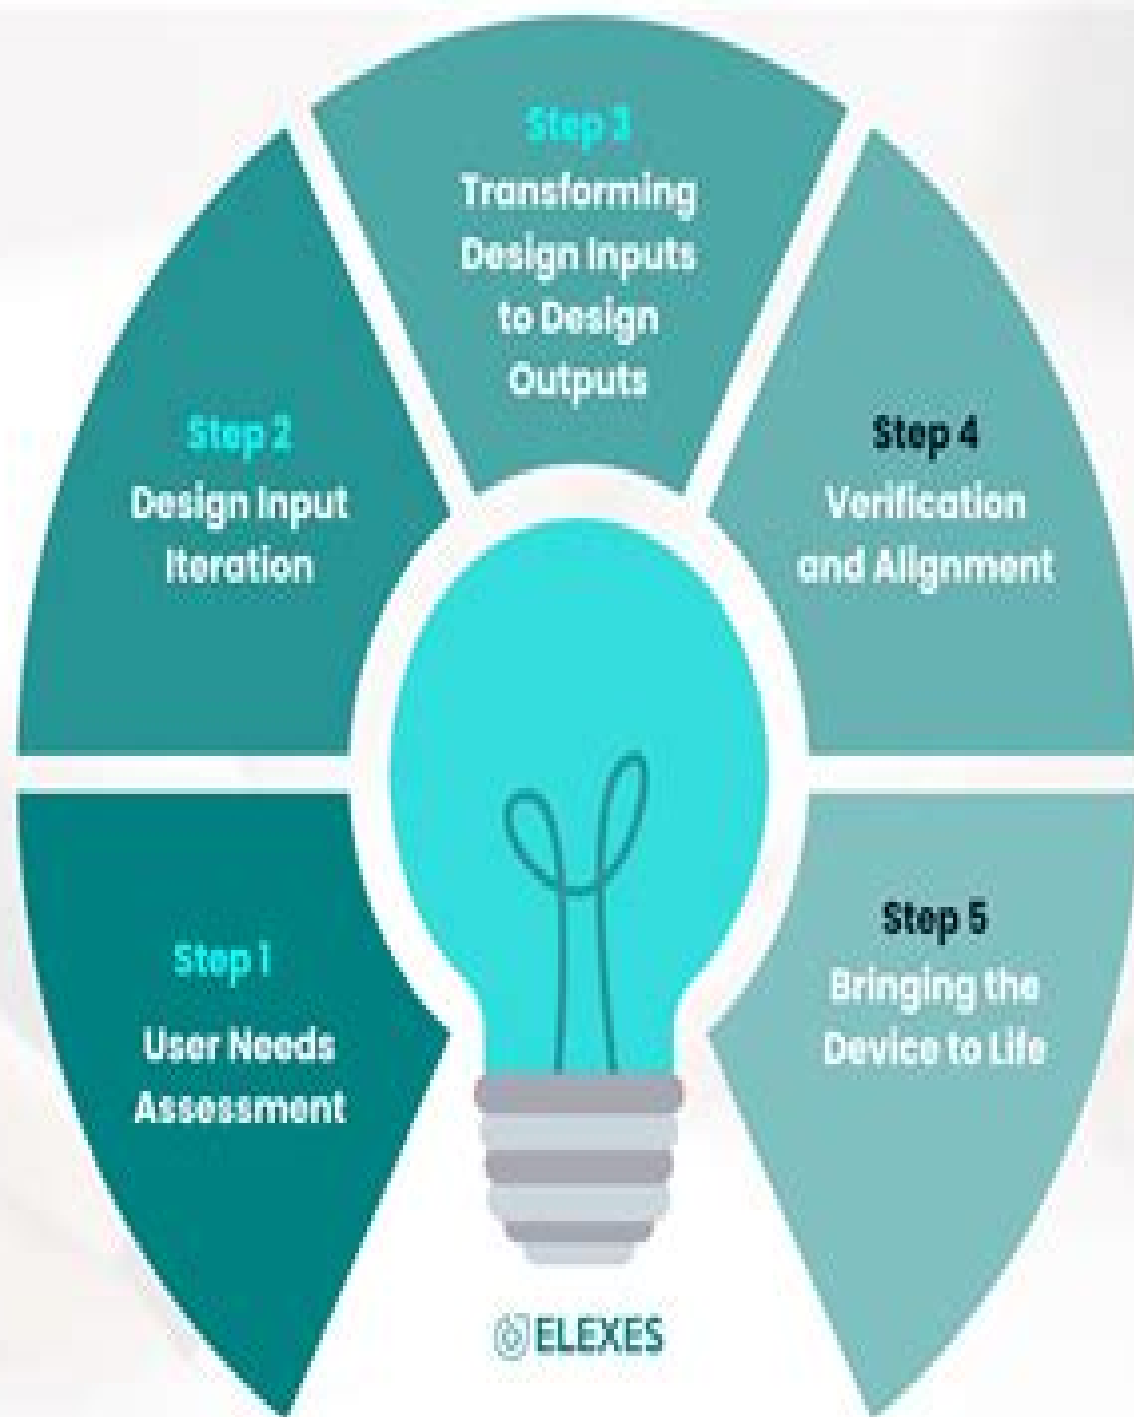 Step 1
User Needs
Assessment
Step 2
Design Input
Iteration
Step 3
Transforming
Design Inputs
to Design
Outputs
Step 4
Verification
and Alignment
Step 5
Bringing the
Device to Life
ELEXES